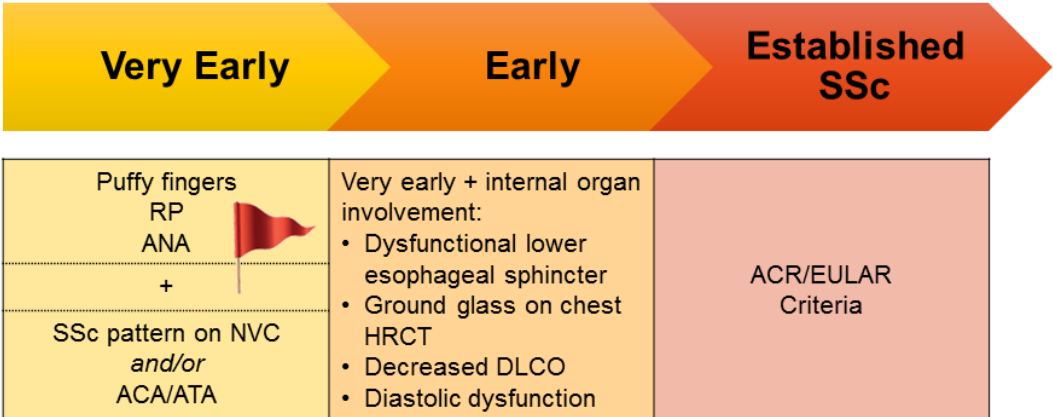 Very Early
Early
Established
SSc
Puffy fingers
RP
ANA
+
SSc pattern on NVC
and/or
ACA/ATA
Very early + internal organ
involvement:
• Dysfunctional lower
esophageal sphincter
• Ground glass on chest
HRCT
• Decreased DLCO
• Diastolic dysfunction
ACR/EULAR
Criteria